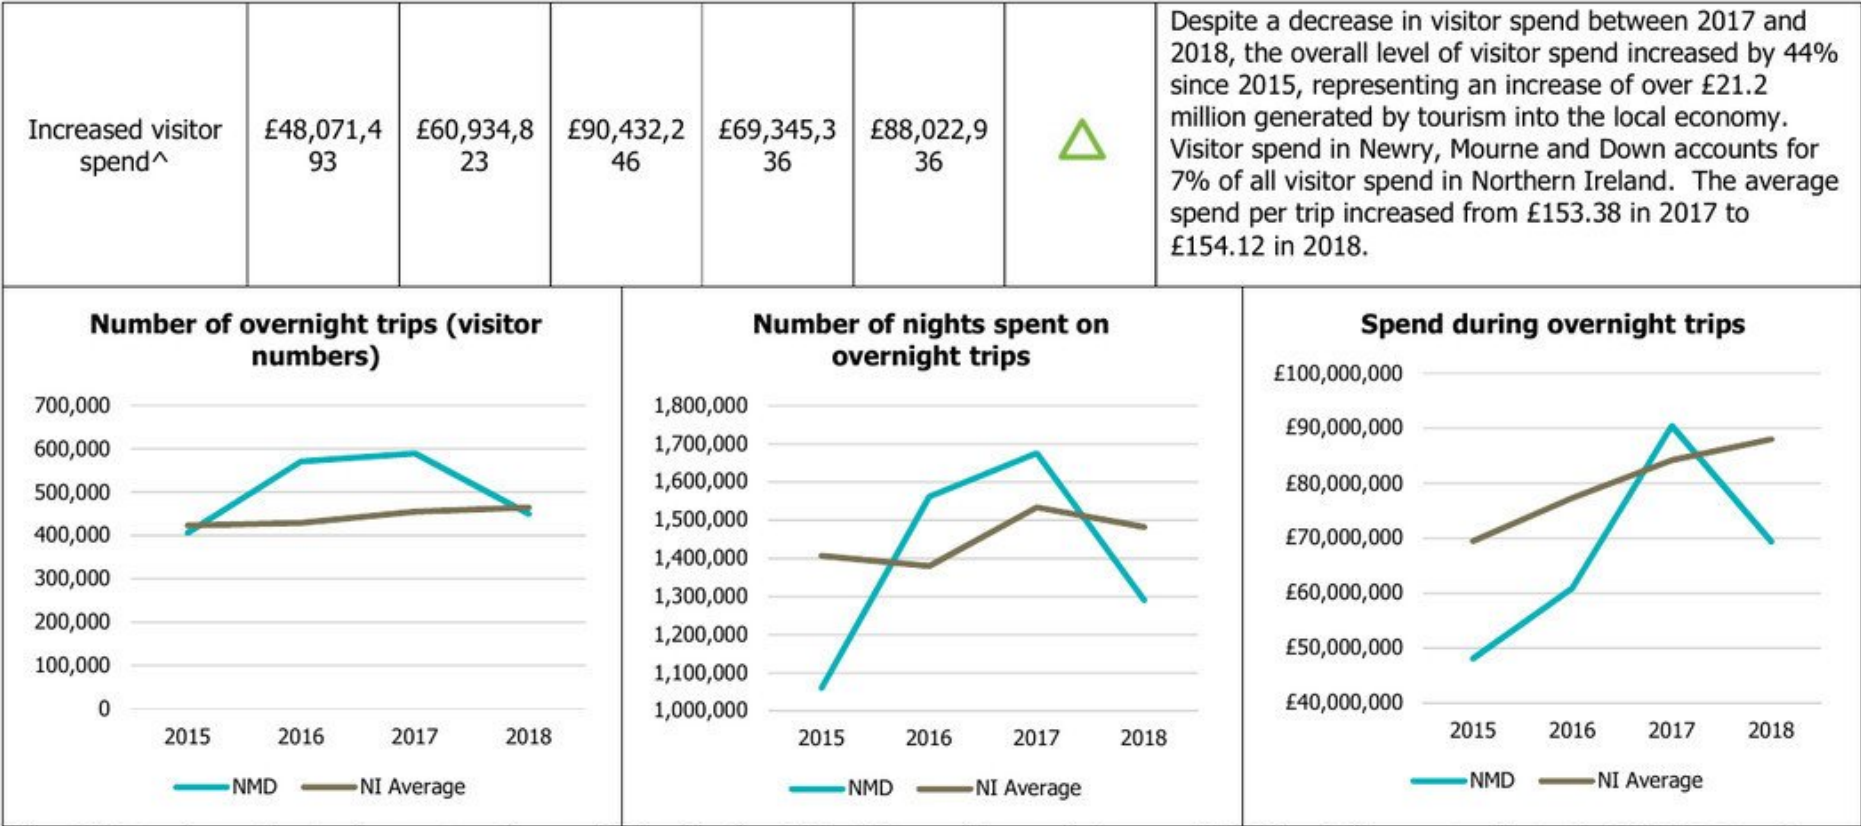 Increased visitor
spend^
£48,071,4
93
£60,934,8
23
£90,432,2
46
£69,345,3
36
£88,022,9
36
Despite a decrease in visitor spend between 2017 and
2018, the overall level of visitor spend increased by 44%
since 2015, representing an increase of over £21.2
million generated by tourism into the local economy.
Visitor spend in Newry, Mourne and Down accounts for
7% of all visitor spend in Northern Ireland.  The average
spend per trip increased from £153.38 in 2017 to
£154.12 in 2018.
Number of overnight trips (visitor
numbers)
700,000
600,000
500,000
400,000
300,000
200,000
100,000
0
2015 2016 2017 2018
NMD NI Average
Number of nights spent on
overnight trips
1,800,000
1,700,000
1,600,000
1,500,000
1,400,000
1,300,000
1,200,000
1,100,000
1,000,000
2015 2016 2017 2018
NMD NI Average
Spend during overnight trips
£100,000,000
£90,000,000
£80,000,000
£70,000,000
£60,000,000
£50,000,000
£40,000,000
2015 2016 2017 2018
NMD NI Average